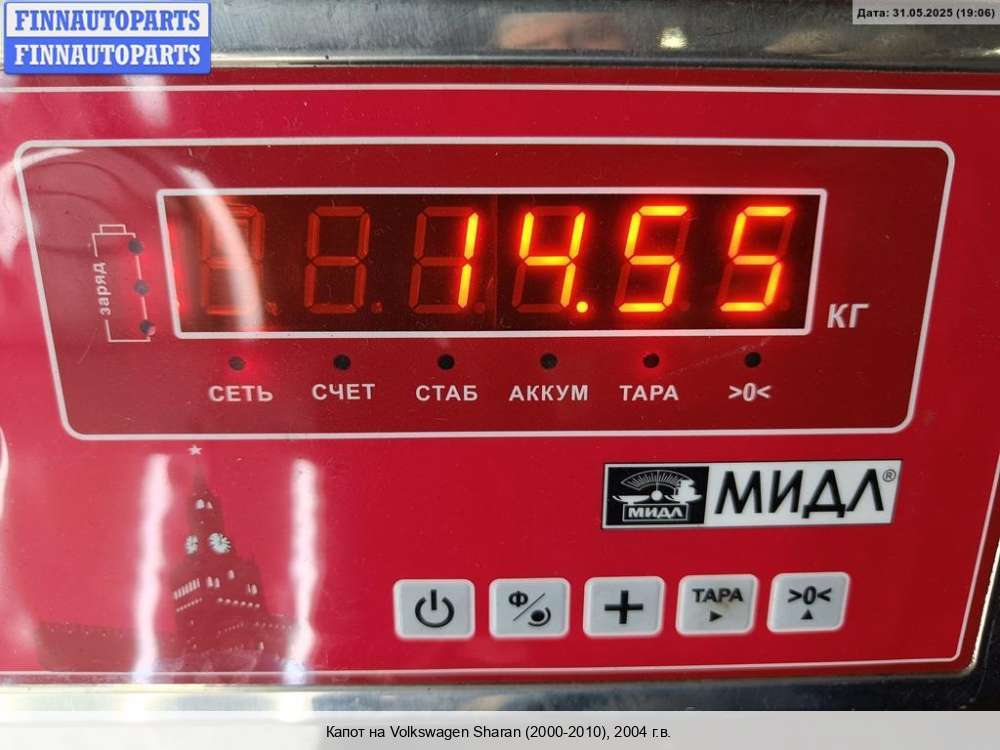 FINNAUTOPARTS
FINNAUTOPARTS
Дата: 31.05.2025 (19:06)
заряд
14.55
КГ
СЕТЬ СЧЕТ СТАБ АККУМ ТАРА >0<
МИДЛ МИДЛ®
Ф + ТАРА >0<
Капот на Volkswagen Sharan (2000-2010), 2004 г.в.